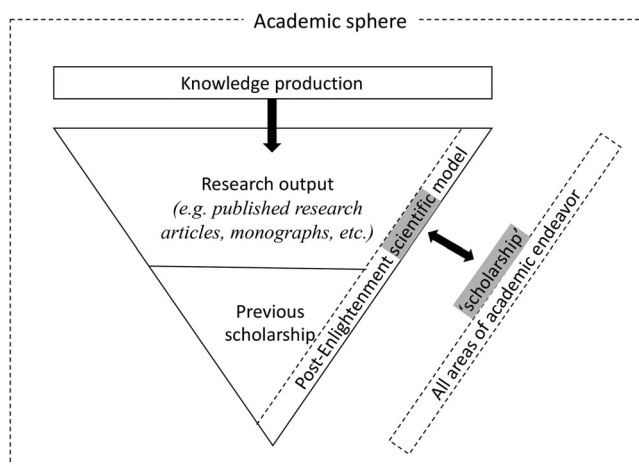 Academic sphere
Knowledge production
Research output
(e.g. published research
articles, monographs, etc.)
Previous
scholarship
Post-Enlightenment scientific model
‘scholarship’
All areas of academic endeavor